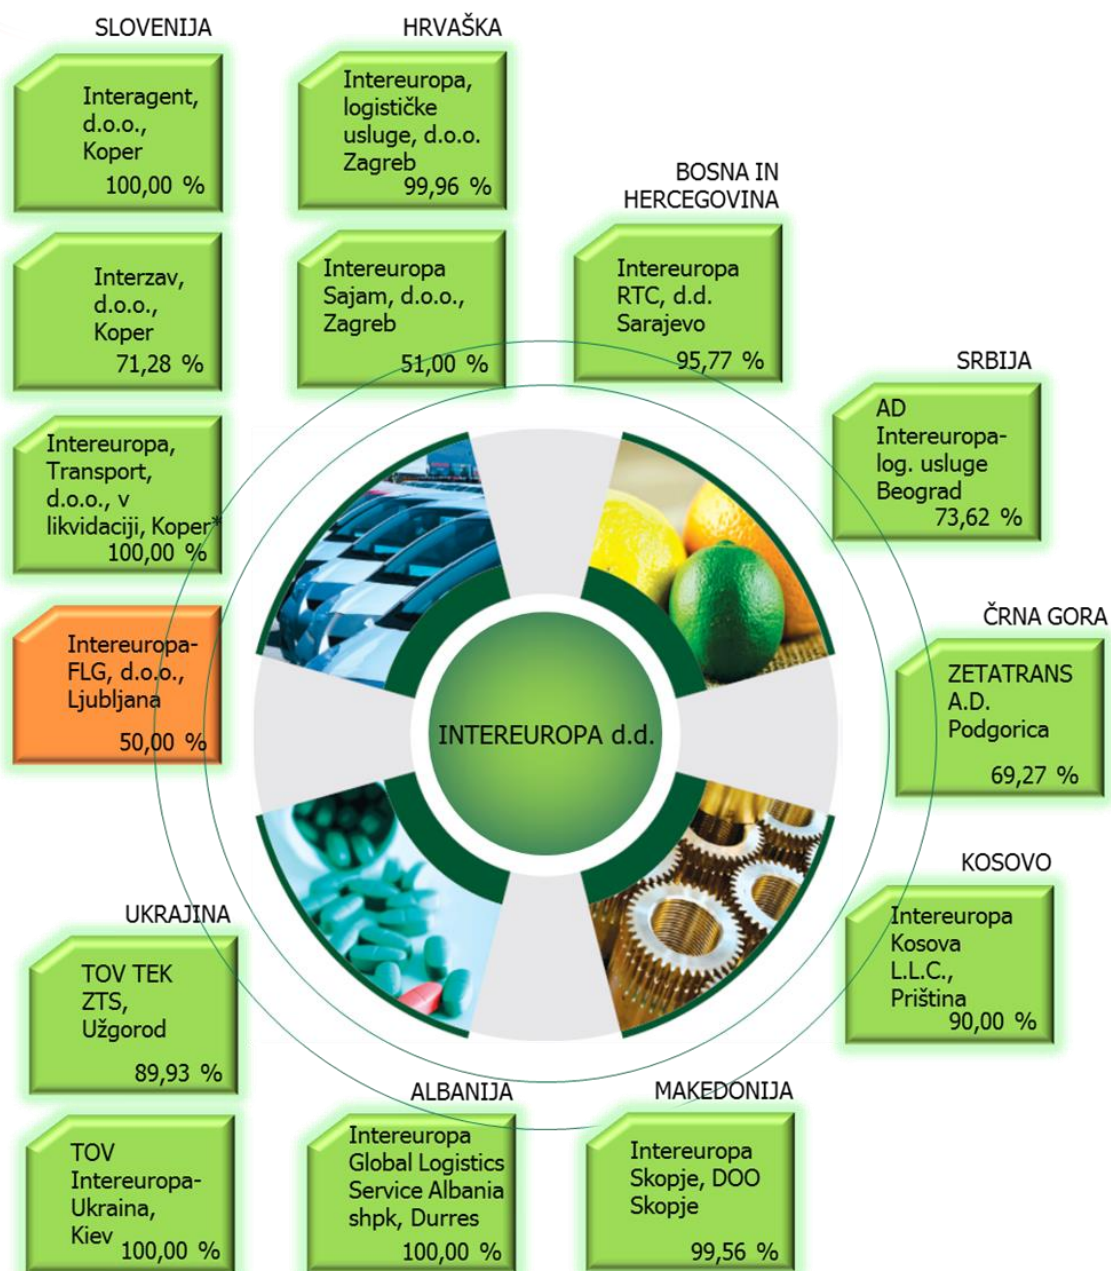 SLOVENIJA
Interagent,
d.o.o.,
Koper
100,00 %
Interzav,
d.o.o.,
Koper
71,28 %
Intereuropa,
Transport,
d.o.o., v
likvidaciji, Koper*
100,00 %
Intereuropa-
FLG, d.o.o.,
Ljubljana
50,00 %
HRVAŠKA
Intereuropa,
logističke
usluge, d.o.o.
Zagreb
99,96 %
Intereuropa
Sajam, d.o.o.,
Zagreb
51,00 %
BOSNA IN
HERCEGOVINA
Intereuropa
RTC, d.d.
Sarajevo
95,77 %
SRBIJA
AD
Intereuropa-
log. usluge
Beograd
73,62 %
ČRNA GORA
ZETATRANS
A.D.
Podgorica
69,27 %
INTEREUROPA d.d.
KOSOVO
Intereuropa
Kosova
L.L.C.,
Priština
90,00 %
UKRAJINA
TOV TEK
ZTS,
Užgorod
89,93 %
TOV
Intereuropa-
Ukraina,
Kiev
100,00 %
ALBANIJA
Intereuropa
Global Logistics
Service Albania
shpk, Durres
100,00 %
MAKEDONIJA
Intereuropa
Skopje, DOO
Skopje
99,56 %